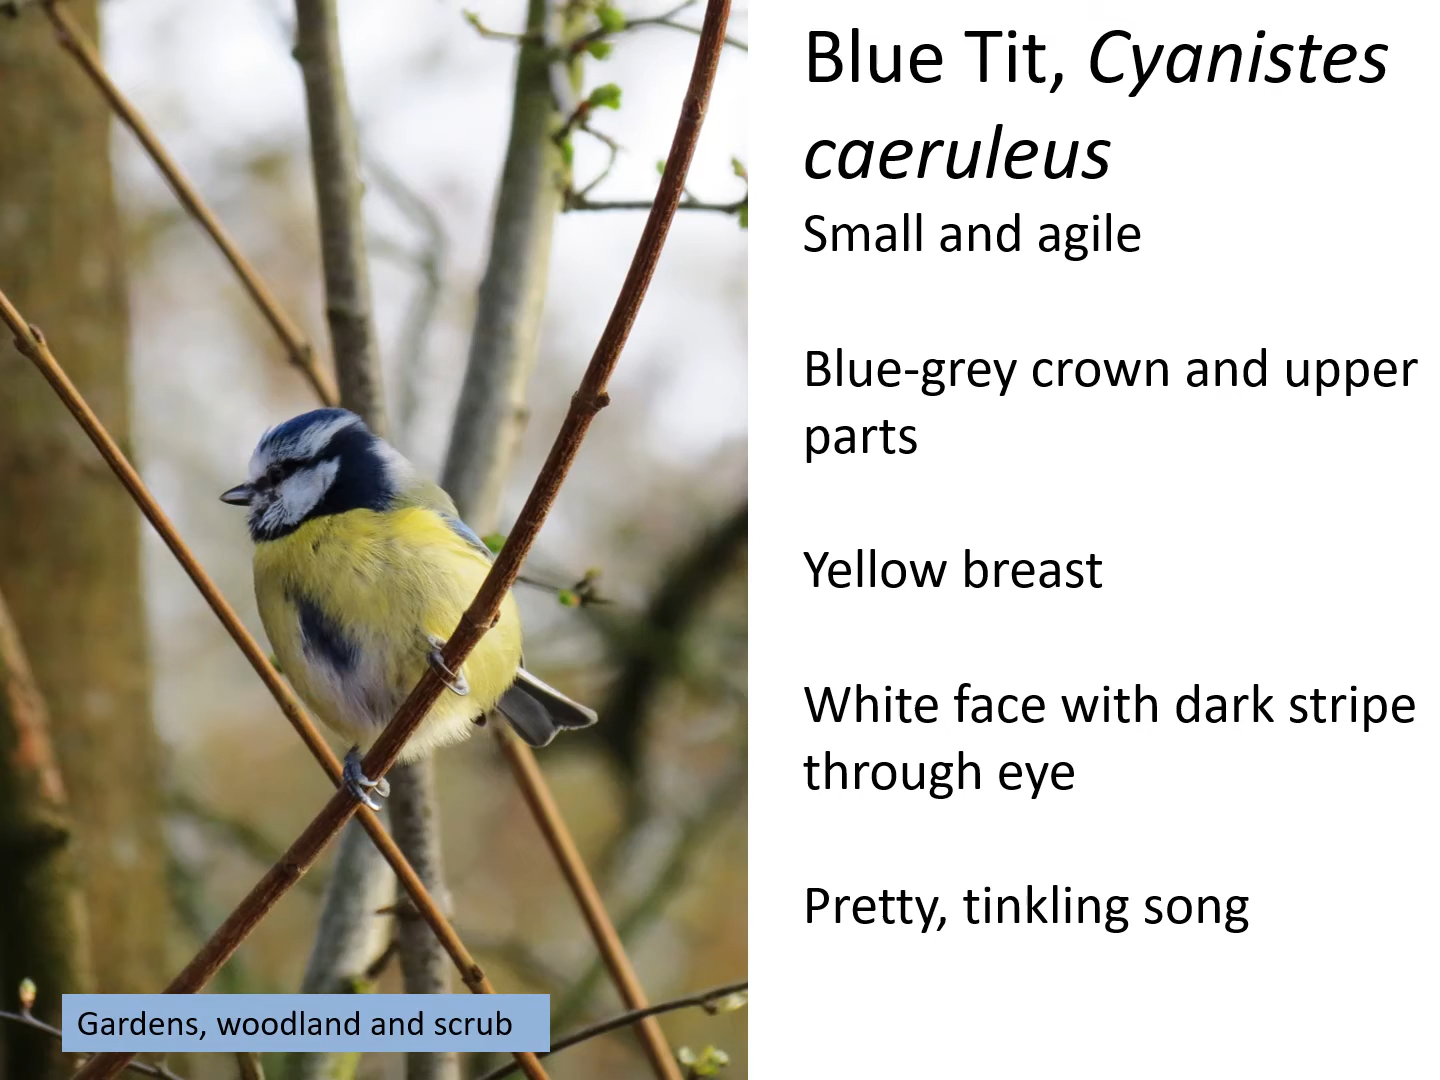 Blue Tit, Cyanistes
caeruleus
Small and agile
Blue-grey crown and upper
parts
Yellow breast
White face with dark stripe
through eye
Pretty, tinkling song
Gardens, woodland and scrub